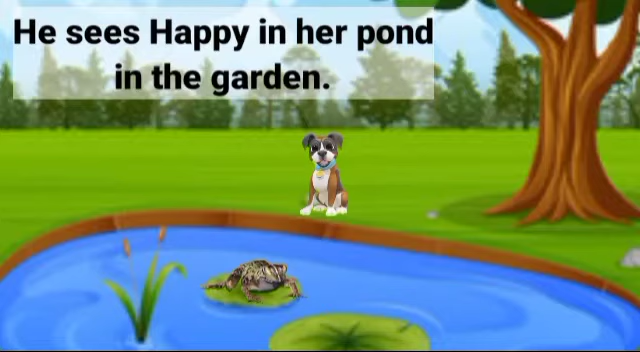 He sees Happy in her pond
in the garden.